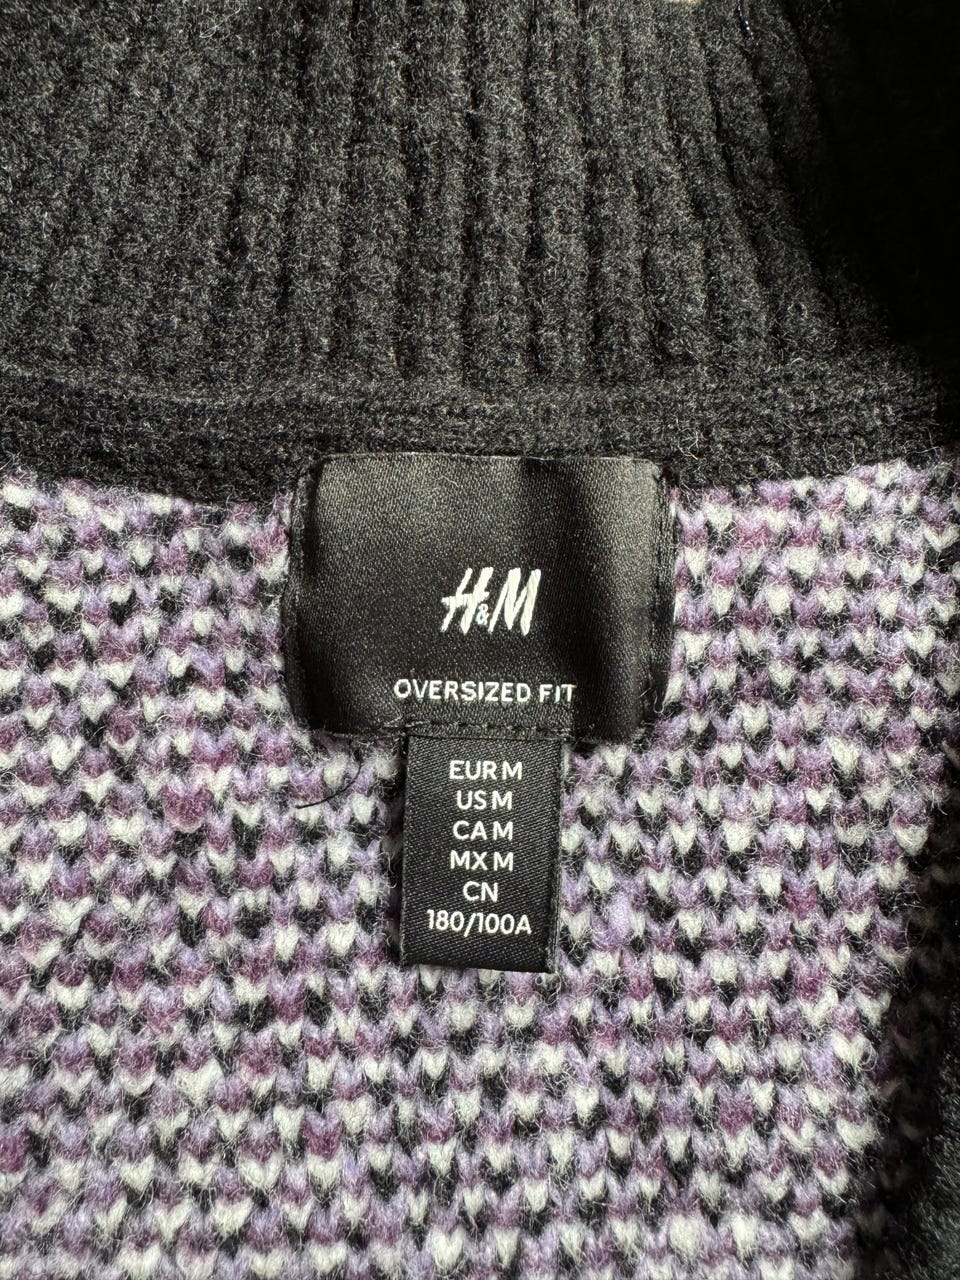 H&M
OVERSIZED FIT
EUR M
US M
CA M
MX M
CN
180/100A